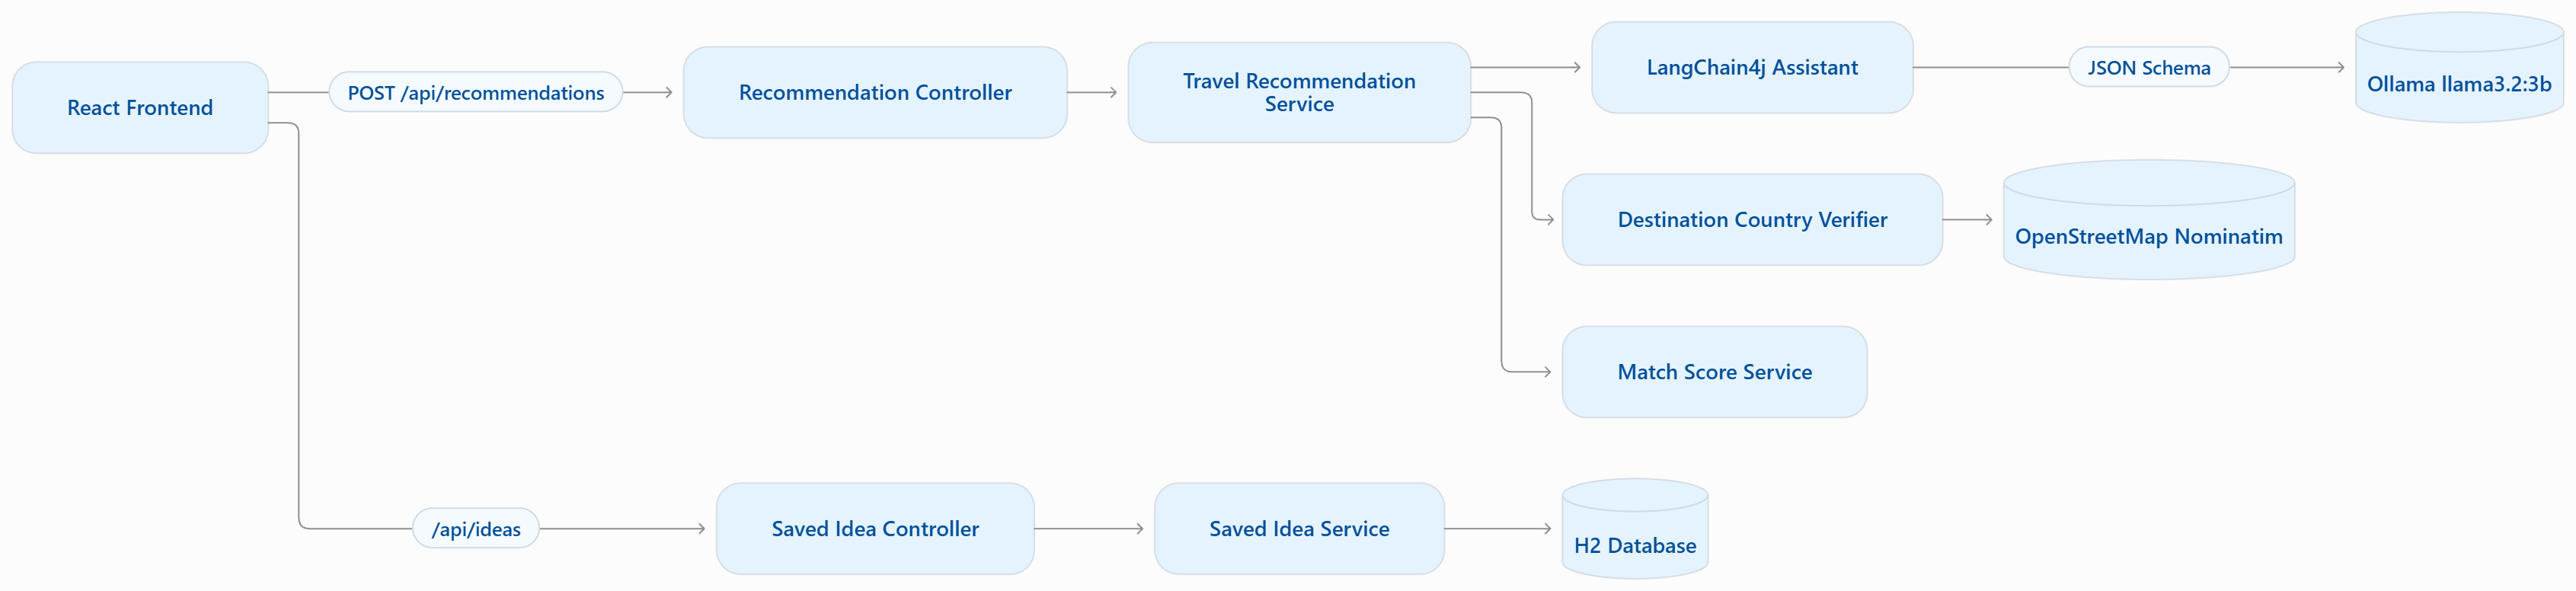 React Frontend
POST /api/recommendations
Recommendation Controller
Travel Recommendation
Service
LangChain4j Assistant
JSON Schema
Ollama llama3.2:3b
Destination Country Verifier
OpenStreetMap Nominatim
Match Score Service
/api/ideas
Saved Idea Controller
Saved Idea Service
H2 Database